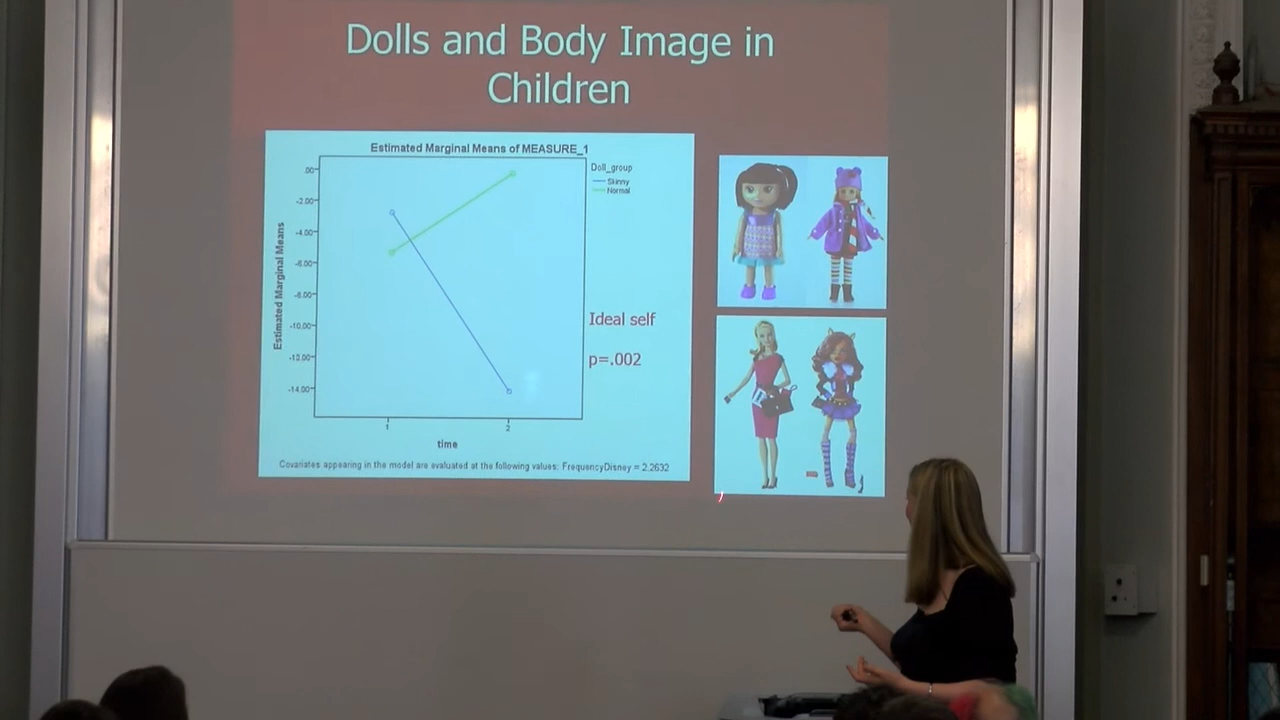 Dolls and Body Image in
Children
Estimated Marginal Means of MEASURE_1
Doll_group
Skinny
Normal
Estimated Marginal Means
.00
-2.00
-4.00
-6.00
-8.00
-10.00
-12.00
-14.00
Ideal self
p=.002
1
2
time
Covariates appearing in the model are evaluated at the following values: FrequencyDisney = 2.2632